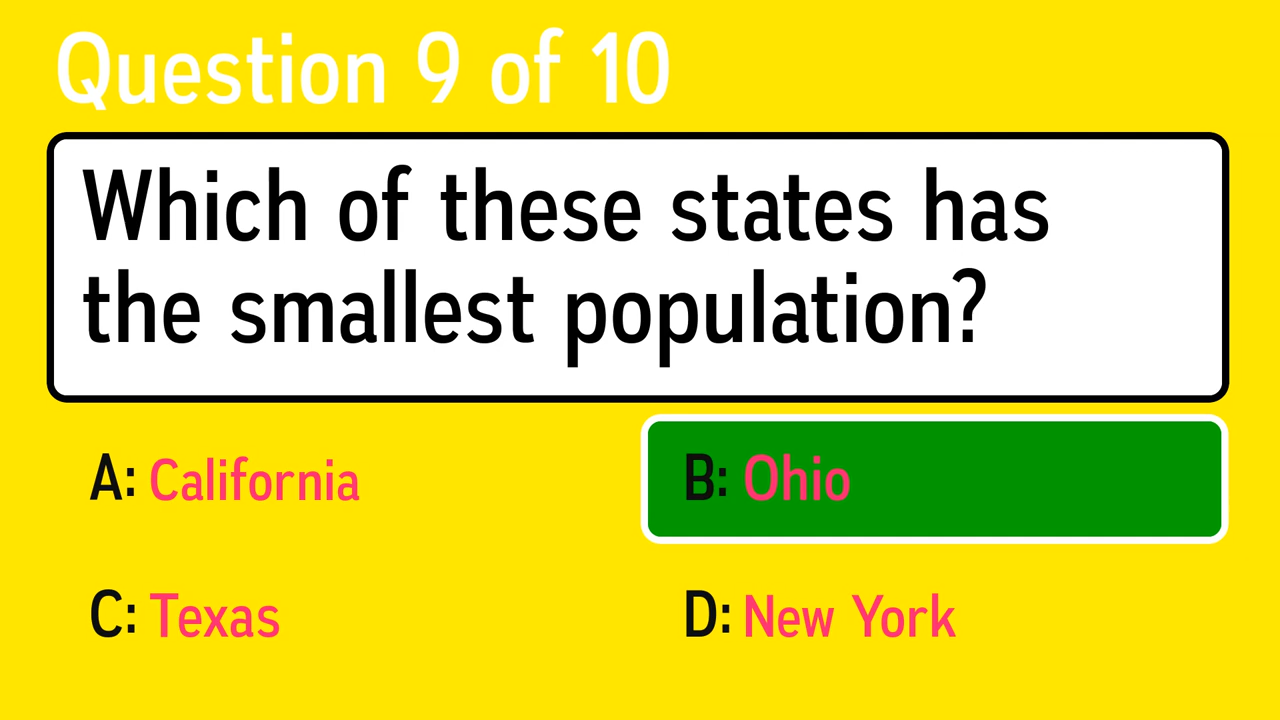 Question 9 of 10
Which of these states has
the smallest population?
A: California
B: Ohio
C: Texas
D: New York